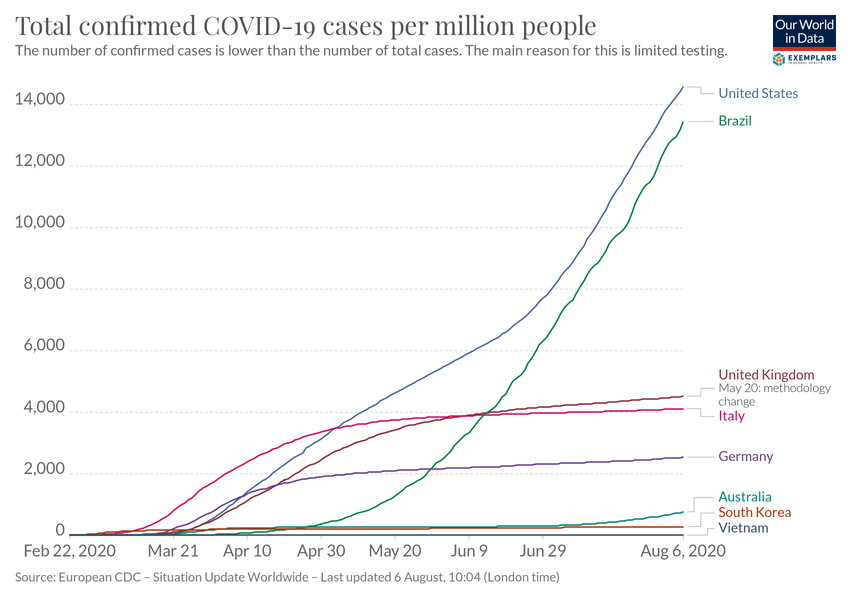 Total confirmed COVID-19 cases per million people
The number of confirmed cases is lower than the number of total cases. The main reason for this is limited testing.
Our World
in Data
EXEMPLARS
IN GLOBAL HEALTH
14,000
12,000
10,000
8,000
6,000
4,000
2,000
0
United States
Brazil
United Kingdom
May 20: methodology
change
Italy
Germany
Australia
South Korea
Vietnam
Feb 22, 2020
Mar 21
Apr 10
Apr 30
May 20
Jun 9
Jun 29
Aug 6, 2020
Source: European CDC – Situation Update Worldwide – Last updated 6 August, 10:04 (London time)